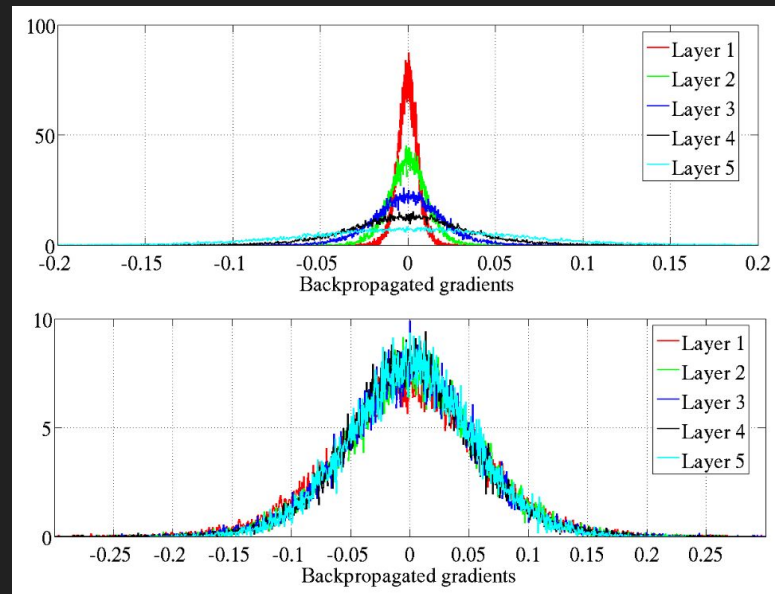 100
50
0
-0.2 -0.15 -0.1 -0.05 0 0.05 0.1 0.15 0.2
Backpropagated gradients
Layer 1
Layer 2
Layer 3
Layer 4
Layer 5
10
5
0
-0.25 -0.2 -0.15 -0.1 -0.05 0 0.05 0.1 0.15 0.2 0.25
Backpropagated gradients
Layer 1
Layer 2
Layer 3
Layer 4
Layer 5